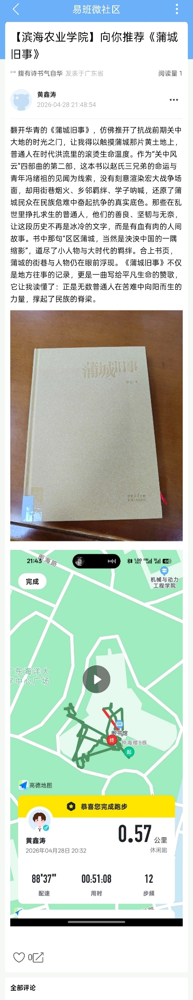 易班微社区
【滨海农业学院】向你推荐《蒲城
旧事》
腹有诗书气自华 发表于广东省 阅读量 1
黄鑫涛
2026-04-28 21:48:54
翻开华青的《蒲城旧事》，仿佛推开了抗战前期关中
大地的时光之门，让我得以触摸蒲城那片黄土地上，
普通人在时代洪流里的滚烫生命温度。作为“关中风
云”四部曲的第二部，这本书以赵氏三兄弟的命运与
青年冯绪祖的见闻为线索，没有刻意渲染宏大战争场
面，却用街巷烟火、乡邻羁绊、学子呐喊，还原了蒲
城民众在民族危难中奋起抗争的真实底色。那些在乱
世里挣扎求生的普通人，他们的善良、坚韧与无奈，
让这段历史不再是冰冷的文字，而是有血有肉的人间
故事。书中那句“区区蒲城，当然是泱泱中国的一隅
缩影”，道尽了小人物与大时代的羁绊。合上书页，
蒲城的街巷与人物仍在眼前浮现。《蒲城旧事》不仅
是地方往事的记录，更是一曲写给平凡生命的赞歌，
它让我读懂了：正是无数普通人在苦难中向阳而生的
力量，撑起了民族的脊梁。
蒲城旧事
21:43
图海路
1.00 KB/S 5G 5G 66
完成
机械与动力
工程学院
广东海洋大
学中心广场
图书馆
终
钟海楼B栋
起
高德地图
恭喜您完成跑步
黄鑫涛
0.57 公里
2026年04月28日 20:32
休闲跑
88'37" 00:51:08 12
配速 用时 步频
0
全部评论